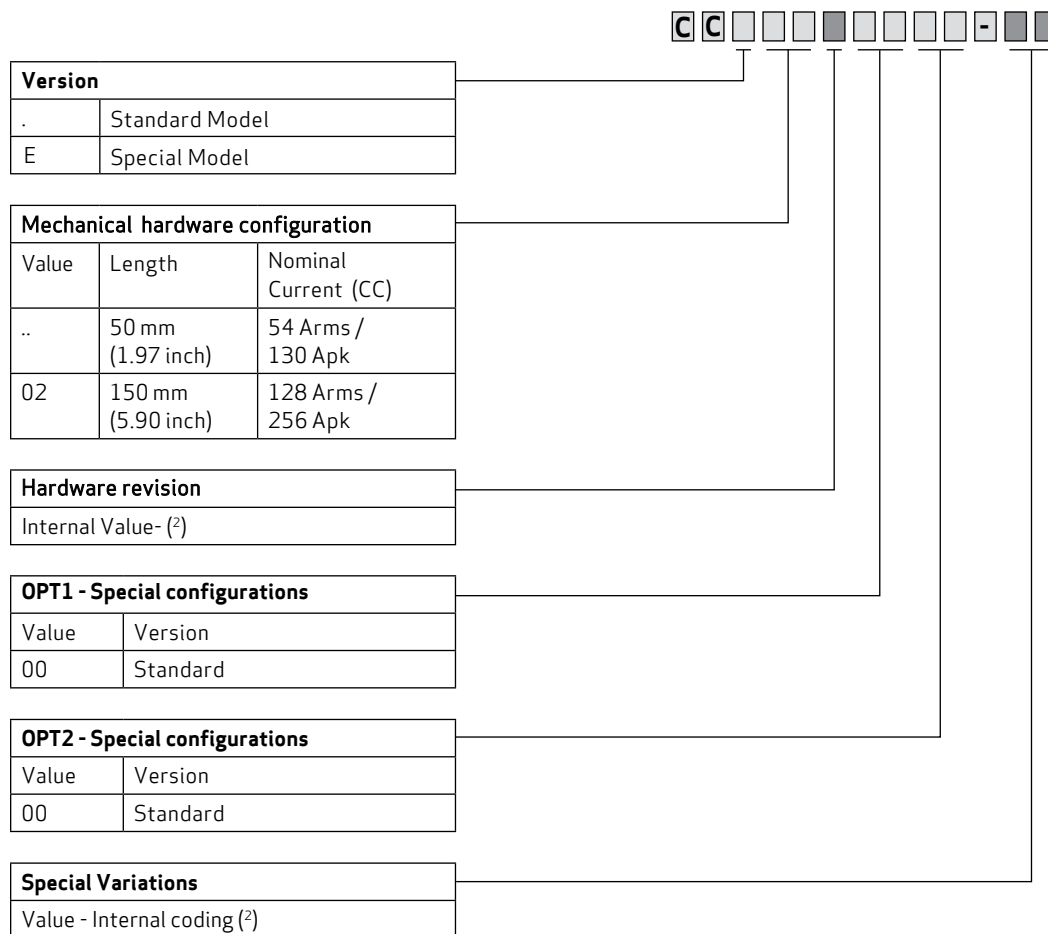 CC -
Version
. Standard Model
E Special Model
Mechanical hardware configuration
Value Length Nominal
Current (CC)
.. 50 mm
(1.97 inch) 54 Arms /
130 Apk
02 150 mm
(5.90 inch) 128 Arms /
256 Apk
Hardware revision
Internal Value- (²)
OPT1 - Special configurations
Value Version
00 Standard
OPT2 - Special configurations
Value Version
00 Standard
Special Variations
Value - Internal coding (²)